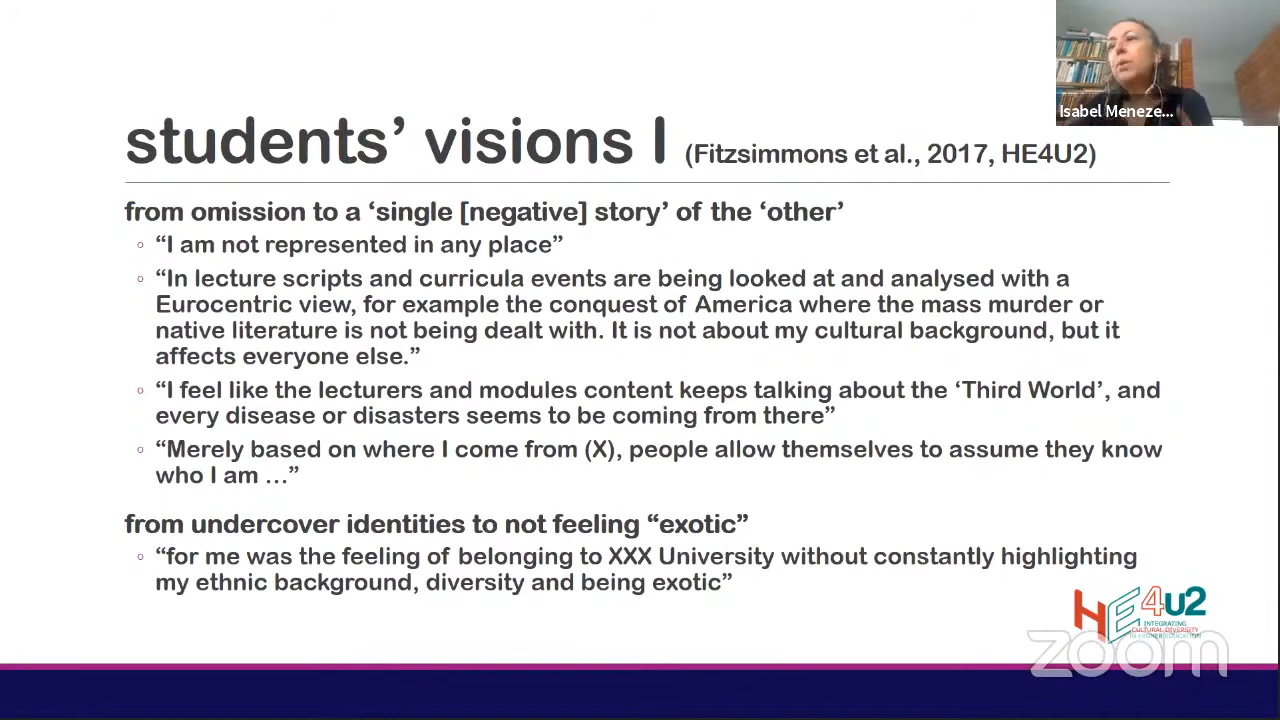 Isabel Meneze...
students’ visions I (Fitzsimmons et al., 2017, HE4U2)
from omission to a ‘single [negative] story’ of the ‘other’
“I am not represented in any place”
“In lecture scripts and curricula events are being looked at and analysed with a
Eurocentric view, for example the conquest of America where the mass murder or
native literature is not being dealt with. It is not about my cultural background, but it
affects everyone else.”
“I feel like the lecturers and modules content keeps talking about the ‘Third World’, and
every disease or disasters seems to be coming from there”
“Merely based on where I come from (X), people allow themselves to assume they know
who I am …”
from undercover identities to not feeling “exotic”
“for me was the feeling of belonging to XXX University without constantly highlighting
my ethnic background, diversity and being exotic”
HE4U2
INTEGRATING
CULTURAL DIVERSITY
IN HIGHER EDUCATION
zoom